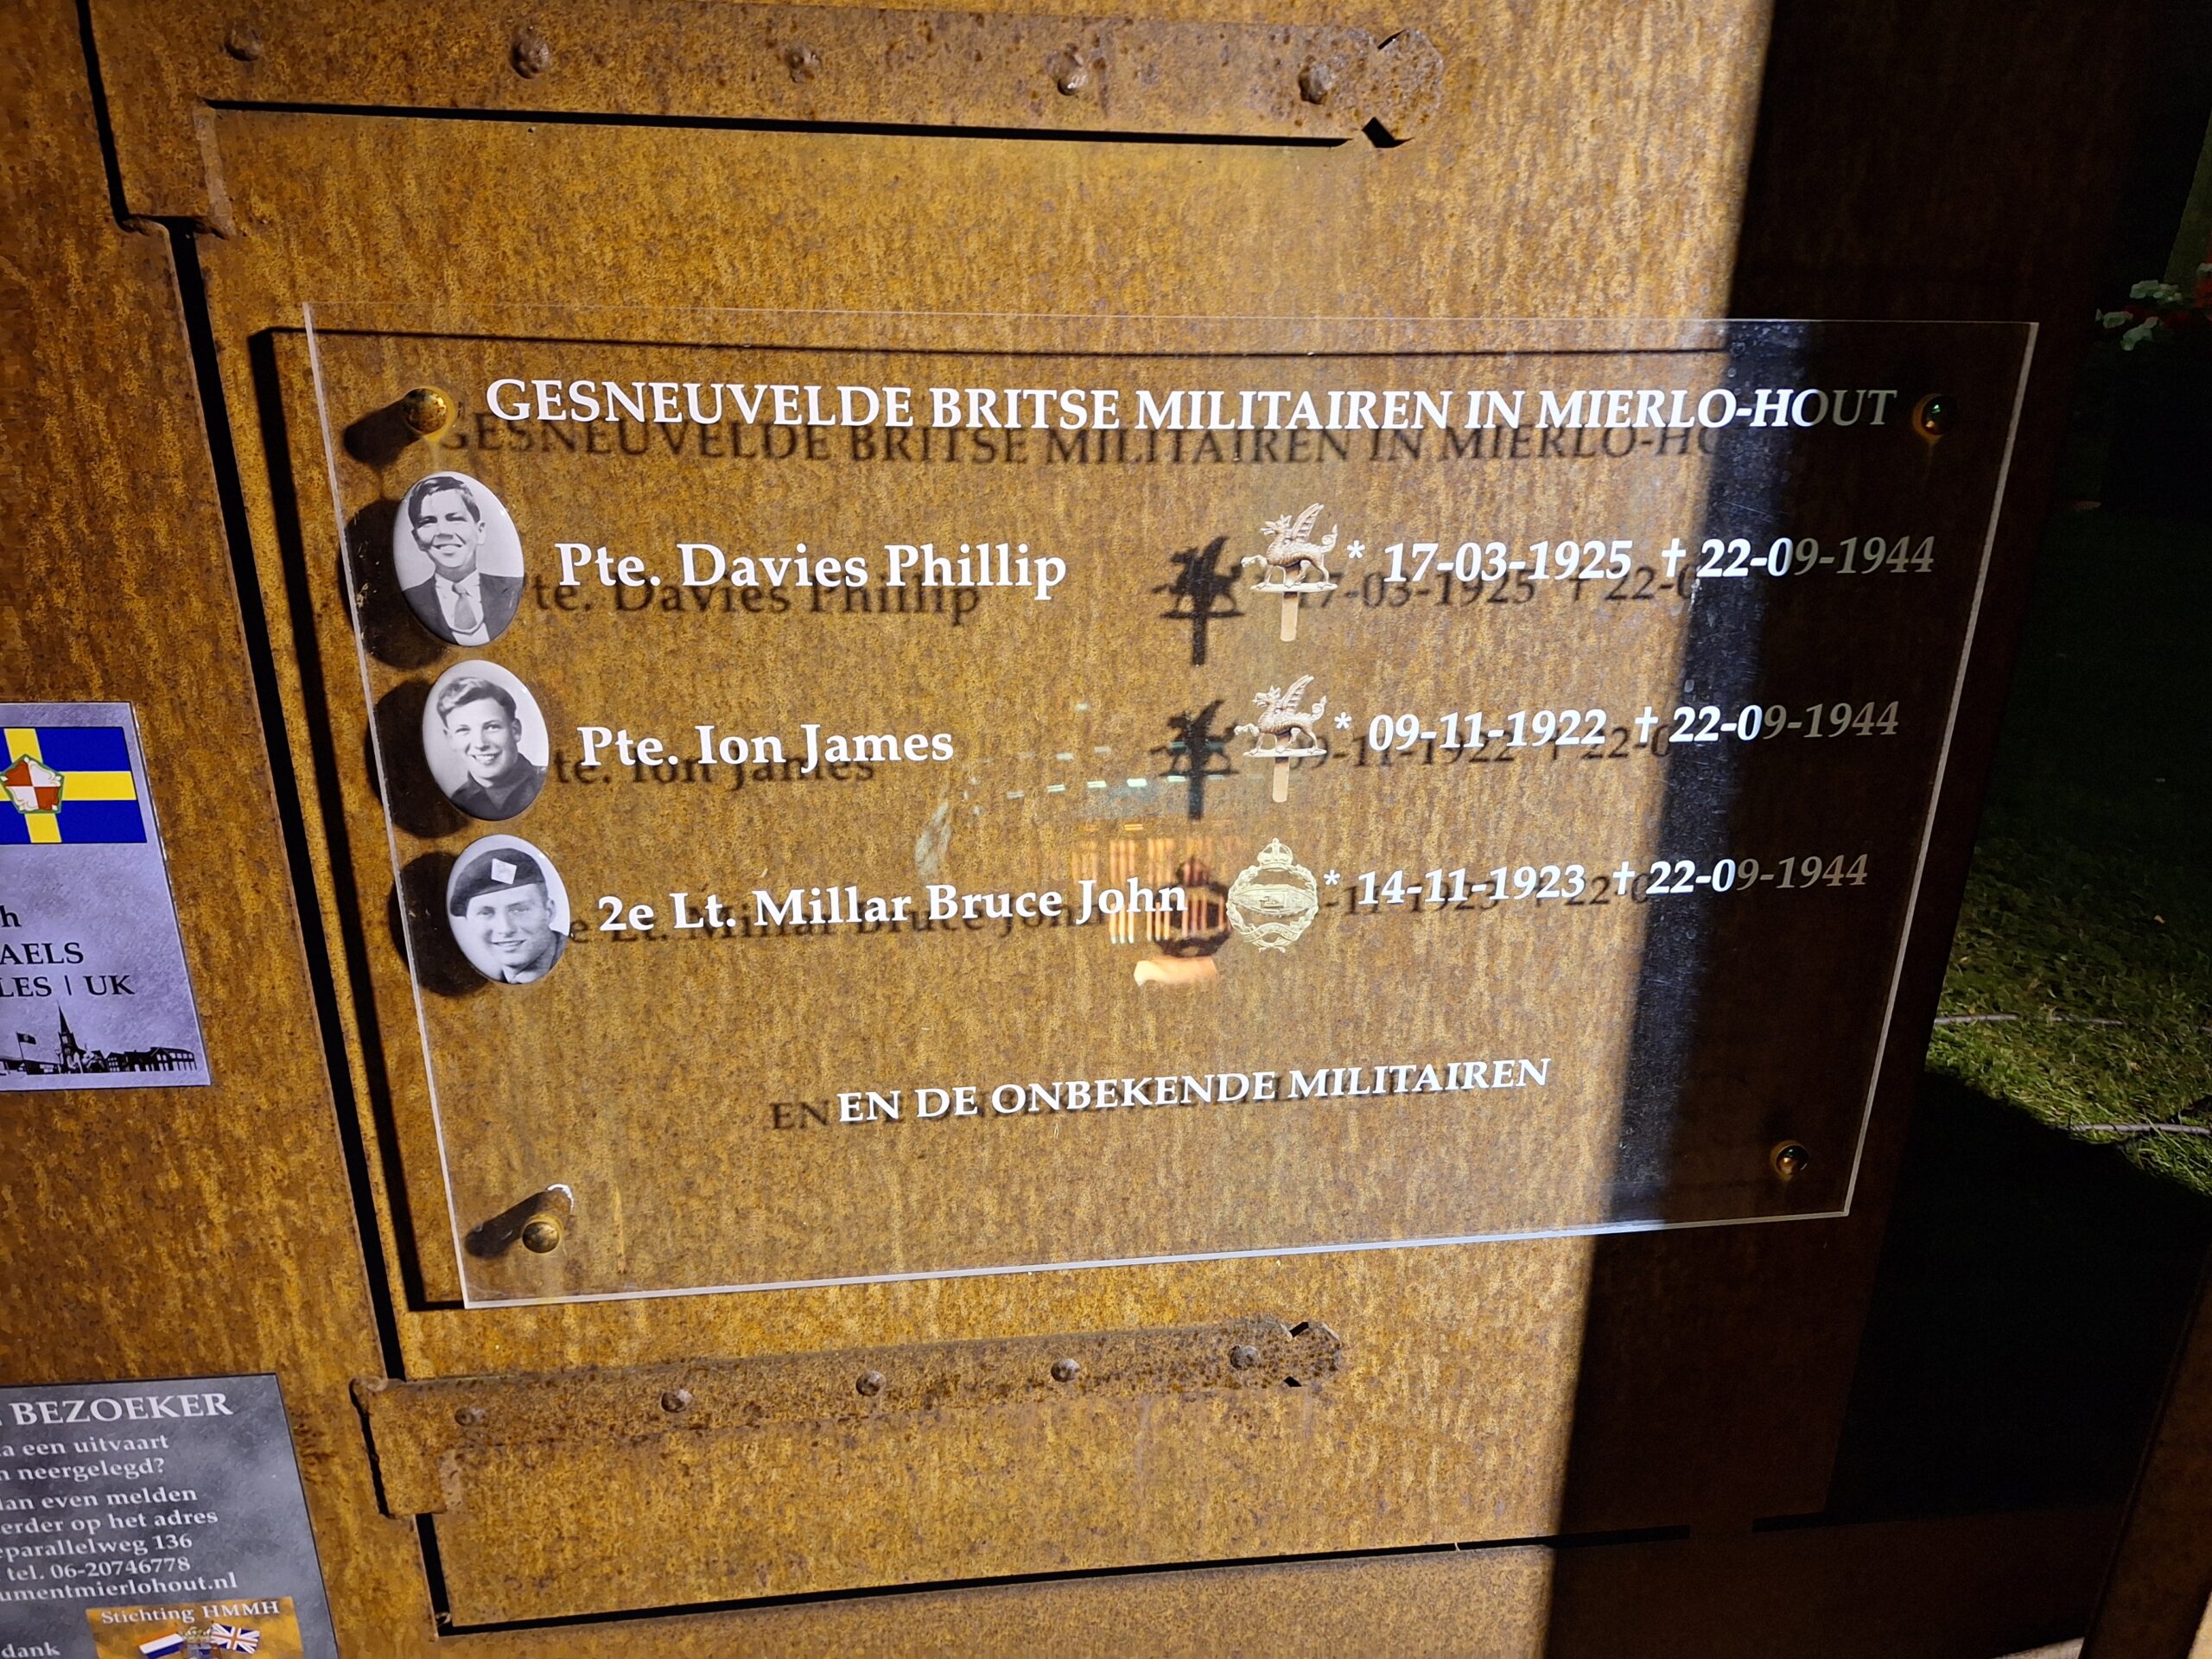 GESNEUVELDE BRITSE MILITAIREN IN MIERLO-HOUT
Pte. Davies Phillip * 17-03-1925 † 22-09-1944
Pte. Ion James * 09-11-1922 † 22-09-1944
2e Lt. Millar Bruce John * 14-11-1923 † 22-09-1944
EN DE ONBEKENDE MILITAIREN
AELS
LES | UK
BEZOEKER
een uitvaart
neergelegd?
even melden
op het adres
parallelweg 136
tel. 06-20746778
umentmierlohout.nl
Stichting HMMH
dank